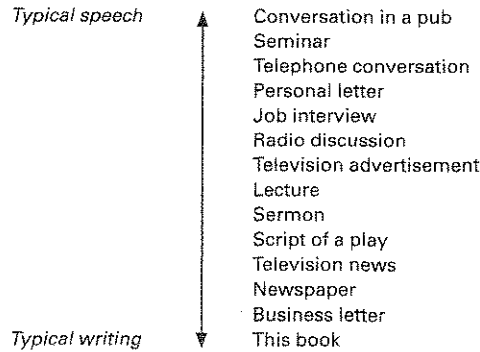 Typical speech Conversation in a pub
Seminar
Telephone conversation
Personal letter
Job interview
Radio discussion
Television advertisement
Lecture
Sermon
Script of a play
Television news
Newspaper
Business letter
Typical writing This book